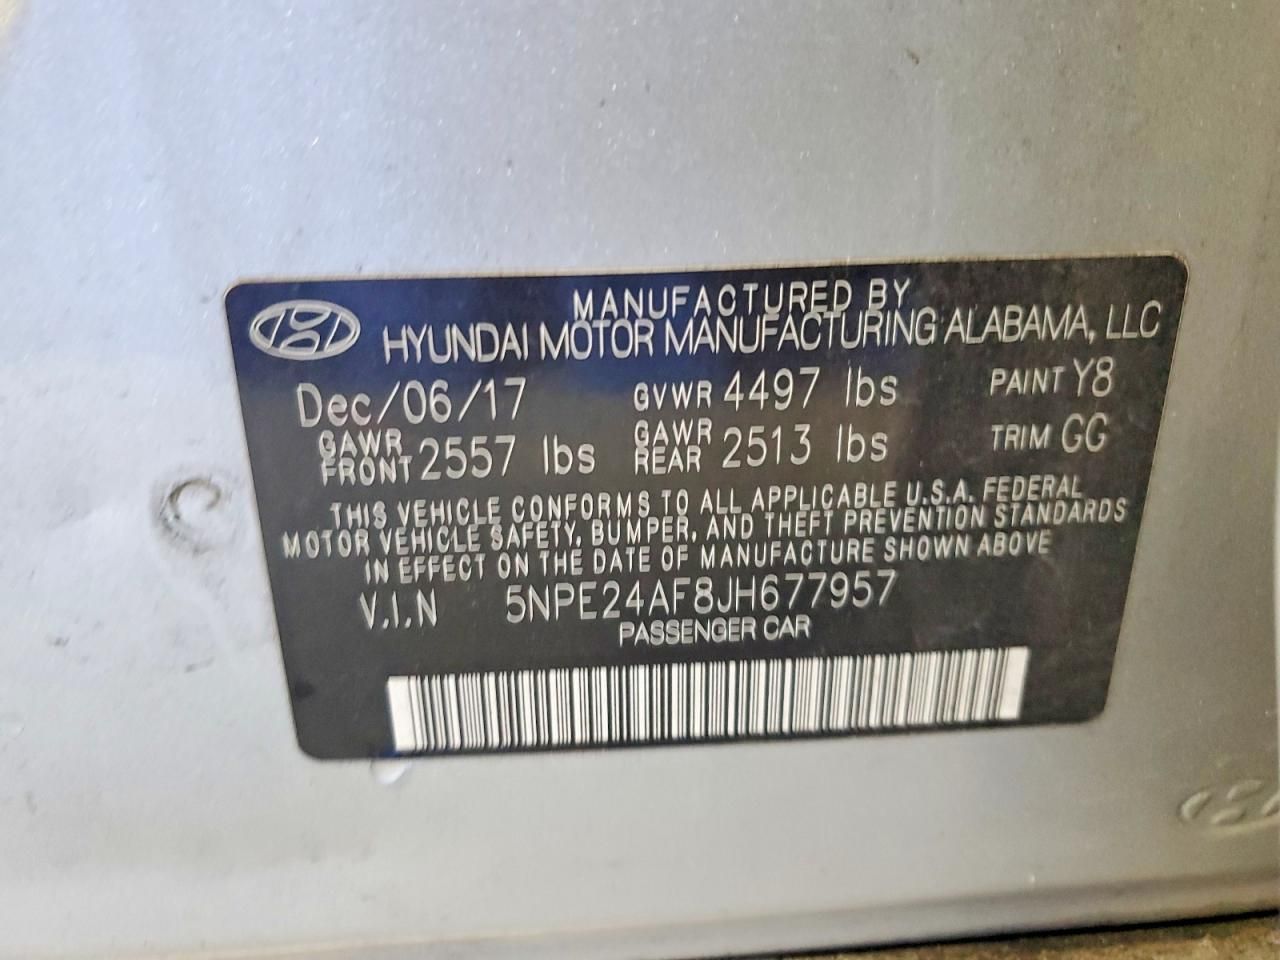 MANUFACTURED BY
HYUNDAI MOTOR MANUFACTURING ALABAMA, LLC
Dec/06/17 GVWR 4497 lbs PAINT Y8
GAWR FRONT 2557 lbs GAWR REAR 2513 lbs TRIM GG
THIS VEHICLE CONFORMS TO ALL APPLICABLE U.S.A. FEDERAL
MOTOR VEHICLE SAFETY, BUMPER, AND THEFT PREVENTION STANDARDS
IN EFFECT ON THE DATE OF MANUFACTURE SHOWN ABOVE
V.I.N 5NPE24AF8JH677957
PASSENGER CAR